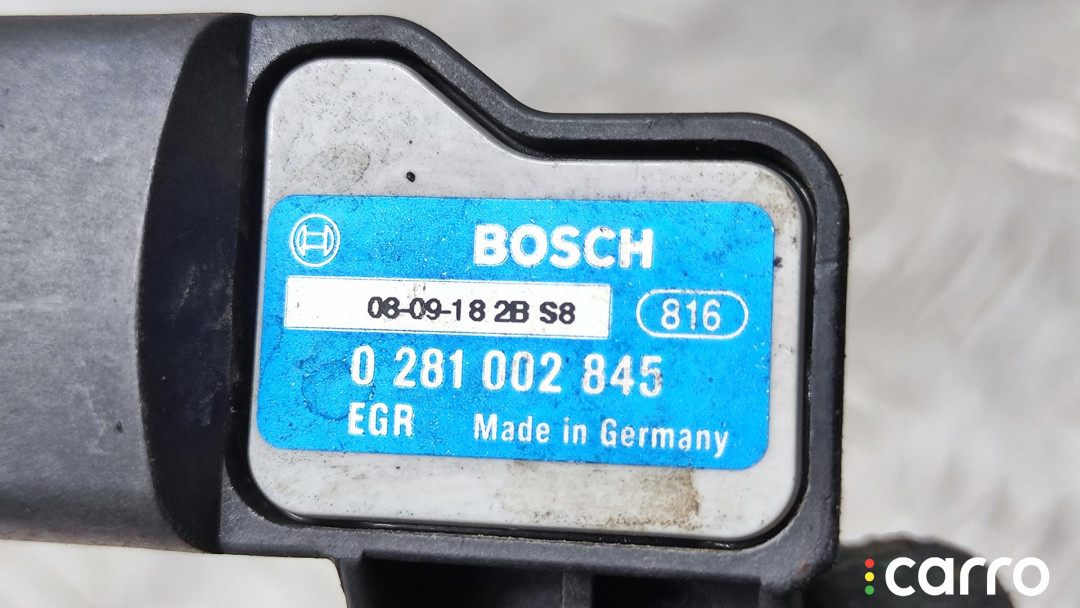 BOSCH
08-09-18 2B S8
816
0 281 002 845
EGR Made in Germany
carro